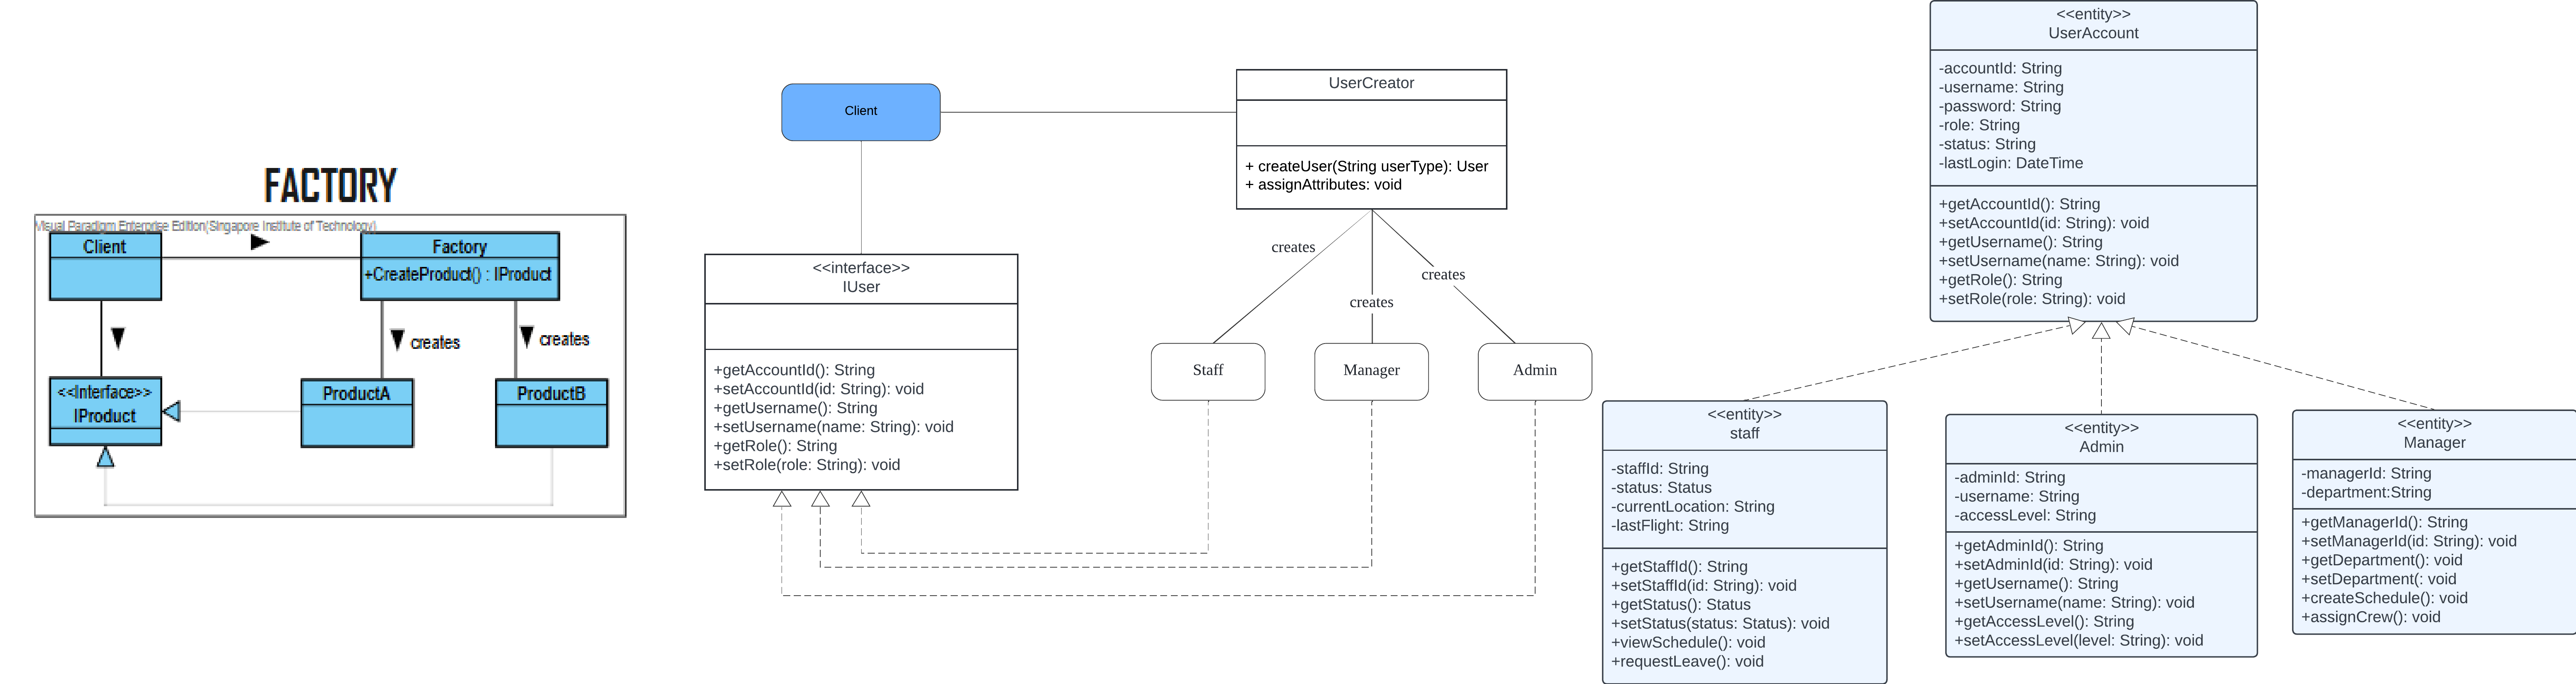 FACTORY
Visual Paradigm Enterprise Edition(Singapore Institute of Technology)
Client
Factory
+CreateProduct() : IProduct
creates
creates
<<Interface>>
IProduct
ProductA
ProductB
Client
UserCreator
+ createUser(String userType): User
+ assignAttributes: void
creates
creates
creates
<<interface>>
IUser
+getAccountId(): String
+setAccountId(id: String): void
+getUsername(): String
+setUsername(name: String): void
+getRole(): String
+setRole(role: String): void
Staff
Manager
Admin
<<entity>>
UserAccount
-accountId: String
-username: String
-password: String
-role: String
-status: String
-lastLogin: DateTime
+getAccountId(): String
+setAccountId(id: String): void
+getUsername(): String
+setUsername(name: String): void
+getRole(): String
+setRole(role: String): void
<<entity>>
staff
-staffId: String
-status: Status
-currentLocation: String
-lastFlight: String
+getStaffId(): String
+setStaffId(id: String): void
+getStatus(): Status
+setStatus(status: Status): void
+viewSchedule(): void
+requestLeave(): void
<<entity>>
Admin
-adminId: String
-username: String
-accessLevel: String
+getAdminId(): String
+setAdminId(id: String): void
+getUsername(): String
+setUsername(name: String): void
+getAccessLevel(): String
+setAccessLevel(level: String): void
<<entity>>
Manager
-managerId: String
-department:String
+getManagerId(): String
+setManagerId(id: String): void
+getDepartment(): void
+setDepartment(: void
+createSchedule(): void
+assignCrew(): void